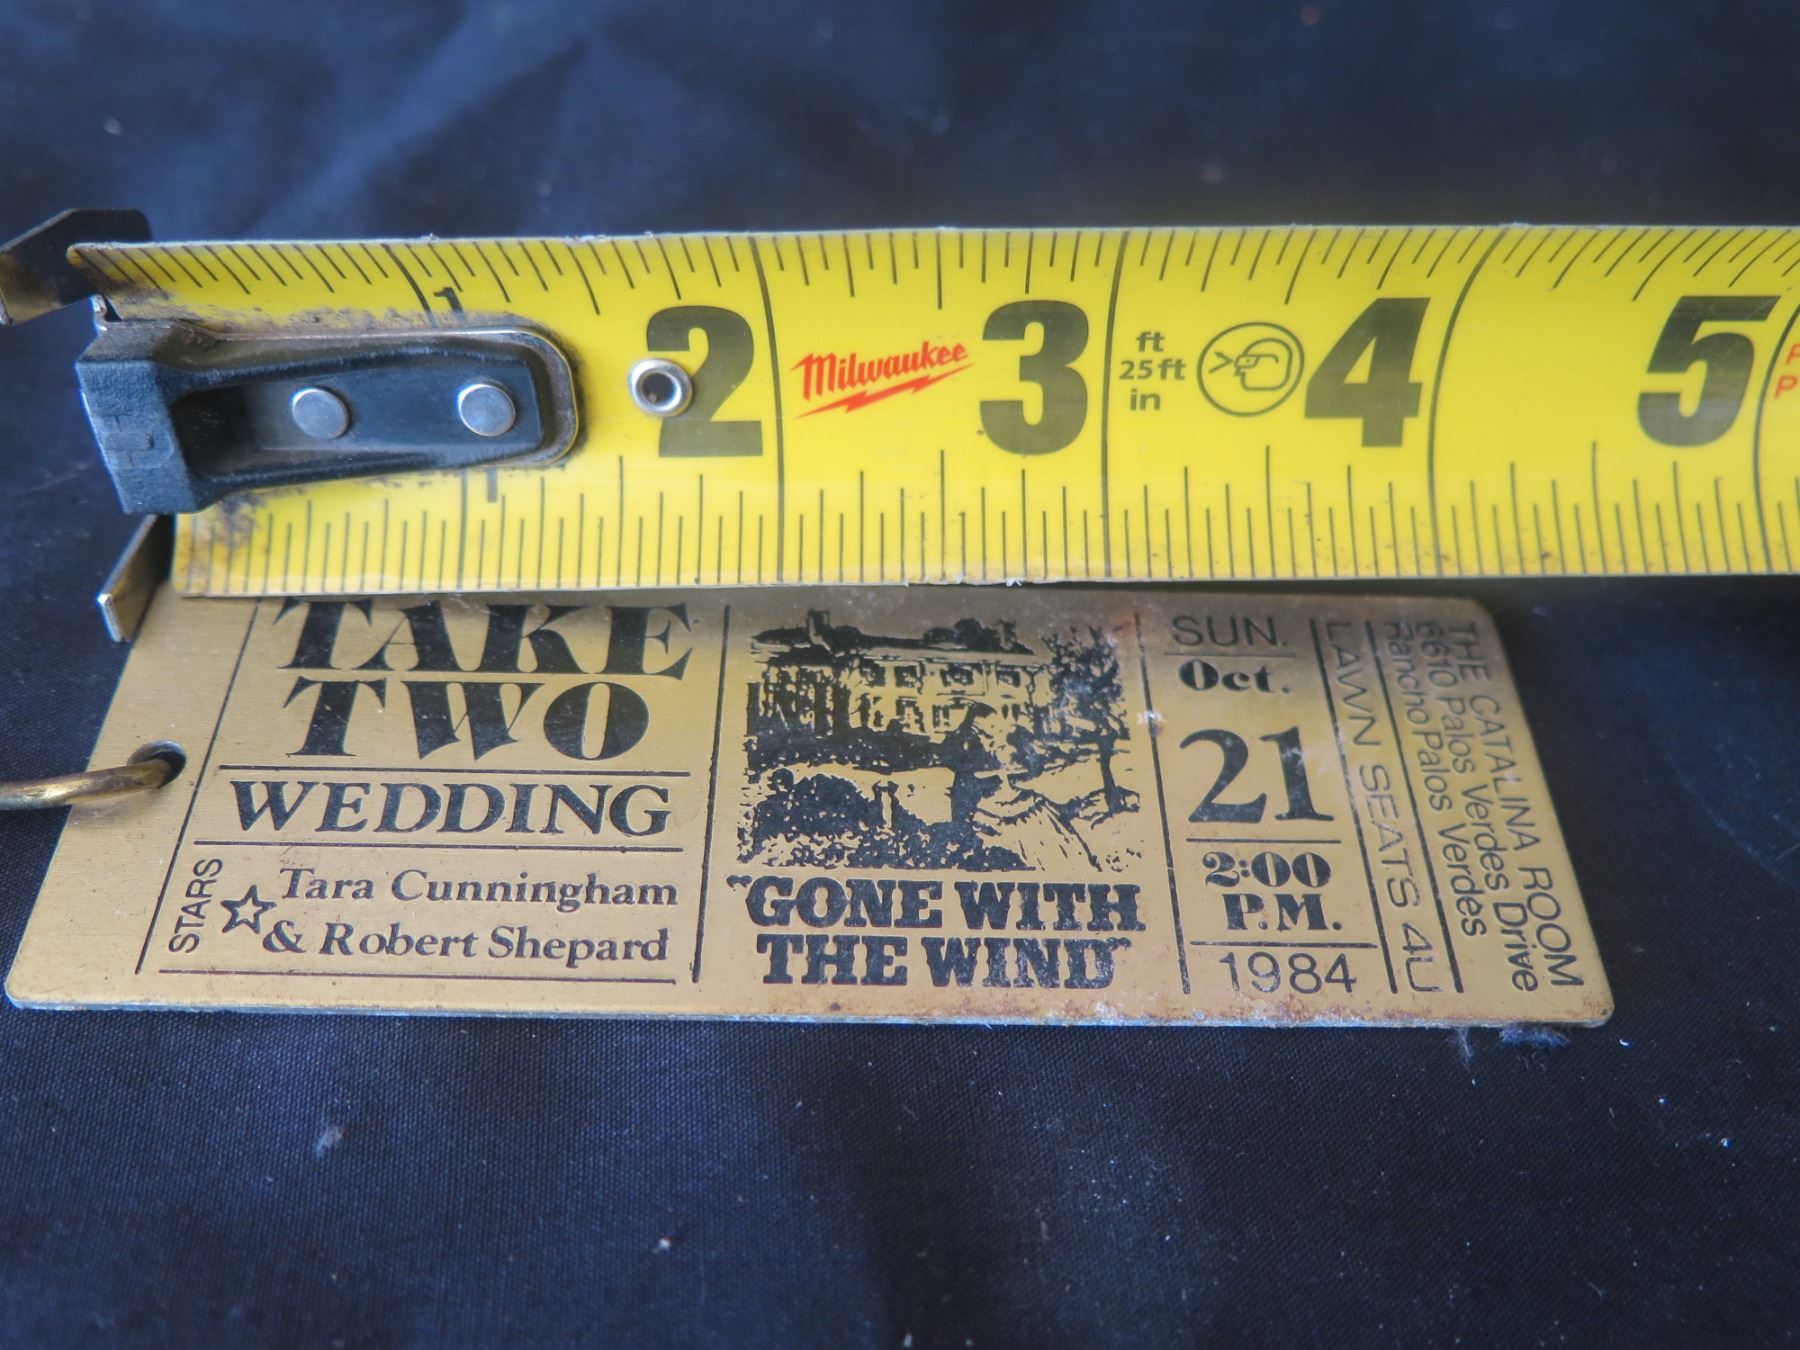 1
2
Milwaukee
3
ft
25ft
in
4
5
1
TAKE
TWO
WEDDING
STARS
Tara Cunningham
& Robert Shepard
"GONE WITH
THE WIND"
SUN.
Oct.
21
2:00
P.M.
1984
LAWN SEATS 4U
THE CATALINA ROOM
6610 Palos Verdes Drive
Rancho Palos Verdes